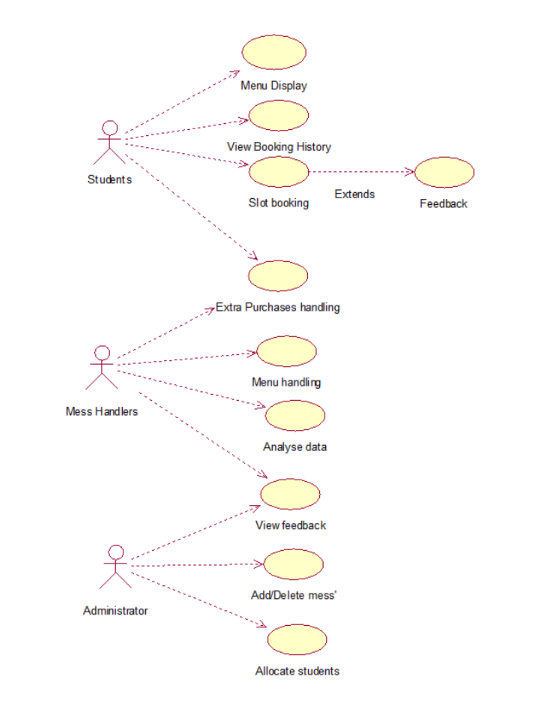 Menu Display
View Booking History
Students
Slot booking
Extends
Feedback
Extra Purchases handling
Menu handling
Mess Handlers
Analyse data
View feedback
Add/Delete mess'
Administrator
Allocate students